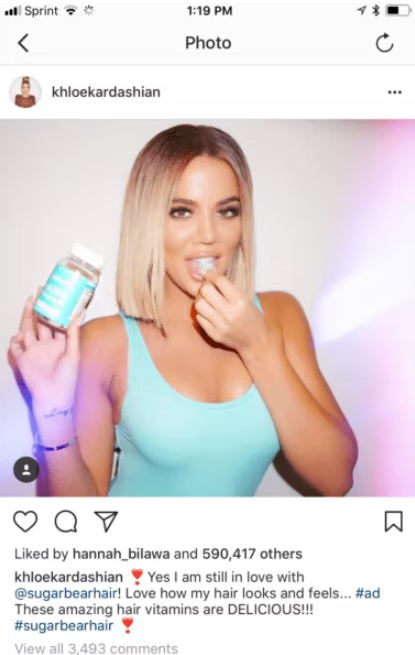 Sprint 1:19 PM
Photo
khloekardashian
Liked by hannah_bilawa and 590,417 others
khloekardashian ❣️ Yes I am still in love with
@sugarbearhair! Love how my hair looks and feels... #ad
These amazing hair vitamins are DELICIOUS!!!
#sugarbearhair ❣️
View all 3,493 comments